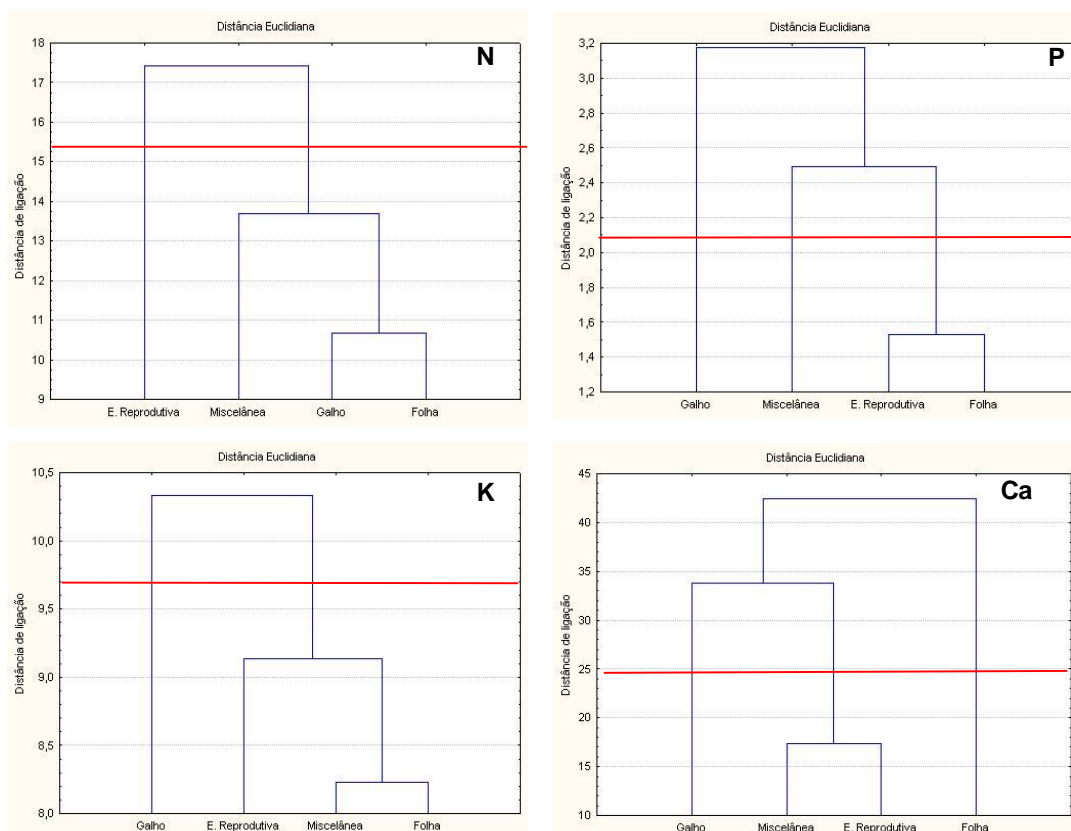 Distância Euclidiana
N
18
17
16
15
14
13
12
11
10
9
Distância de ligação
E. Reprodutiva Miscelânea Galho Folha
Distância Euclidiana
P
3,2
3,0
2,8
2,6
2,4
2,2
2,0
1,8
1,6
1,4
1,2
Distância de ligação
Galho Miscelânea E. Reprodutiva Folha
Distância Euclidiana
K
10,5
10,0
9,5
9,0
8,5
8,0
Distância de ligação
Galho E. Reprodutiva Miscelânea Folha
Distância Euclidiana
Ca
45
40
35
30
25
20
15
10
Distância de ligação
Galho Miscelânea E. Reprodutiva Folha